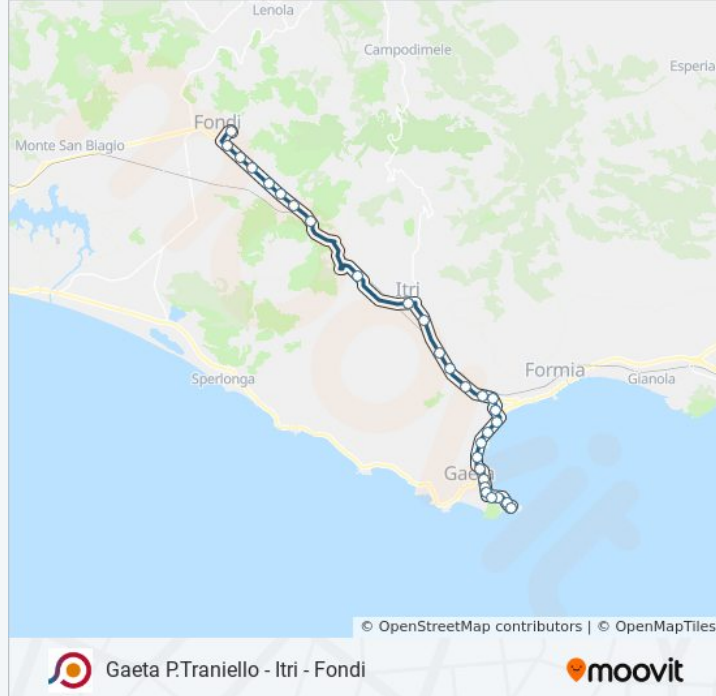 Lenola
Campodimele
Esperia
Fondi
Monte San Biagio
Itri
Formia
Sperlonga
Gianola
Gaeta
© OpenStreetMap contributors | © OpenMapTiles
Gaeta P.Traniello - Itri - Fondi
moovit